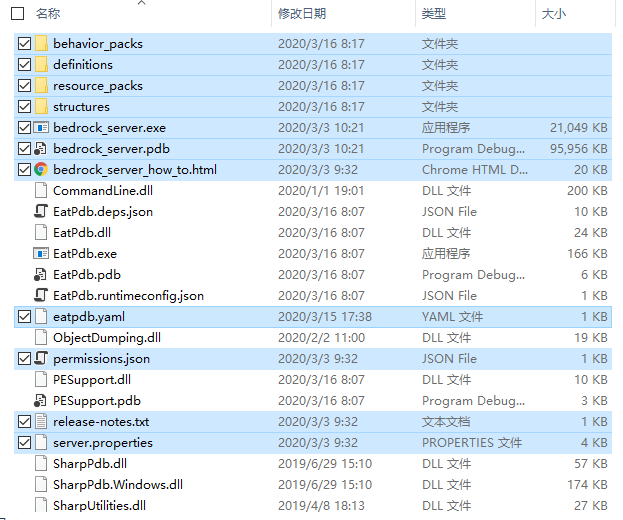 名称 修改日期 类型 大小
behavior_packs 2020/3/16 8:17 文件夹
definitions 2020/3/16 8:17 文件夹
resource_packs 2020/3/16 8:17 文件夹
structures 2020/3/16 8:17 文件夹
bedrock_server.exe 2020/3/3 10:21 应用程序 21,049 KB
bedrock_server.pdb 2020/3/3 10:21 Program Debug... 95,956 KB
bedrock_server_how_to.html 2020/3/3 9:32 Chrome HTML D... 20 KB
CommandLine.dll 2020/1/1 19:01 DLL 文件 200 KB
EatPdb.deps.json 2020/3/16 8:07 JSON File 10 KB
EatPdb.dll 2020/3/16 8:07 DLL 文件 24 KB
EatPdb.exe 2020/3/16 8:07 应用程序 166 KB
EatPdb.pdb 2020/3/16 8:07 Program Debug... 6 KB
EatPdb.runtimeconfig.json 2020/3/16 8:07 JSON File 1 KB
eatpdb.yaml 2020/3/15 17:38 YAML 文件 1 KB
ObjectDumping.dll 2020/2/2 11:00 DLL 文件 19 KB
permissions.json 2020/3/3 9:32 JSON File 1 KB
PESupport.dll 2020/3/16 8:07 DLL 文件 10 KB
PESupport.pdb 2020/3/16 8:07 Program Debug... 3 KB
release-notes.txt 2020/3/3 9:32 文本文档 1 KB
server.properties 2020/3/3 9:32 PROPERTIES 文件 4 KB
SharpPdb.dll 2019/6/29 15:10 DLL 文件 57 KB
SharpPdb.Windows.dll 2019/6/29 15:10 DLL 文件 174 KB
SharpUtilities.dll 2019/4/8 18:13 DLL 文件 27 KB